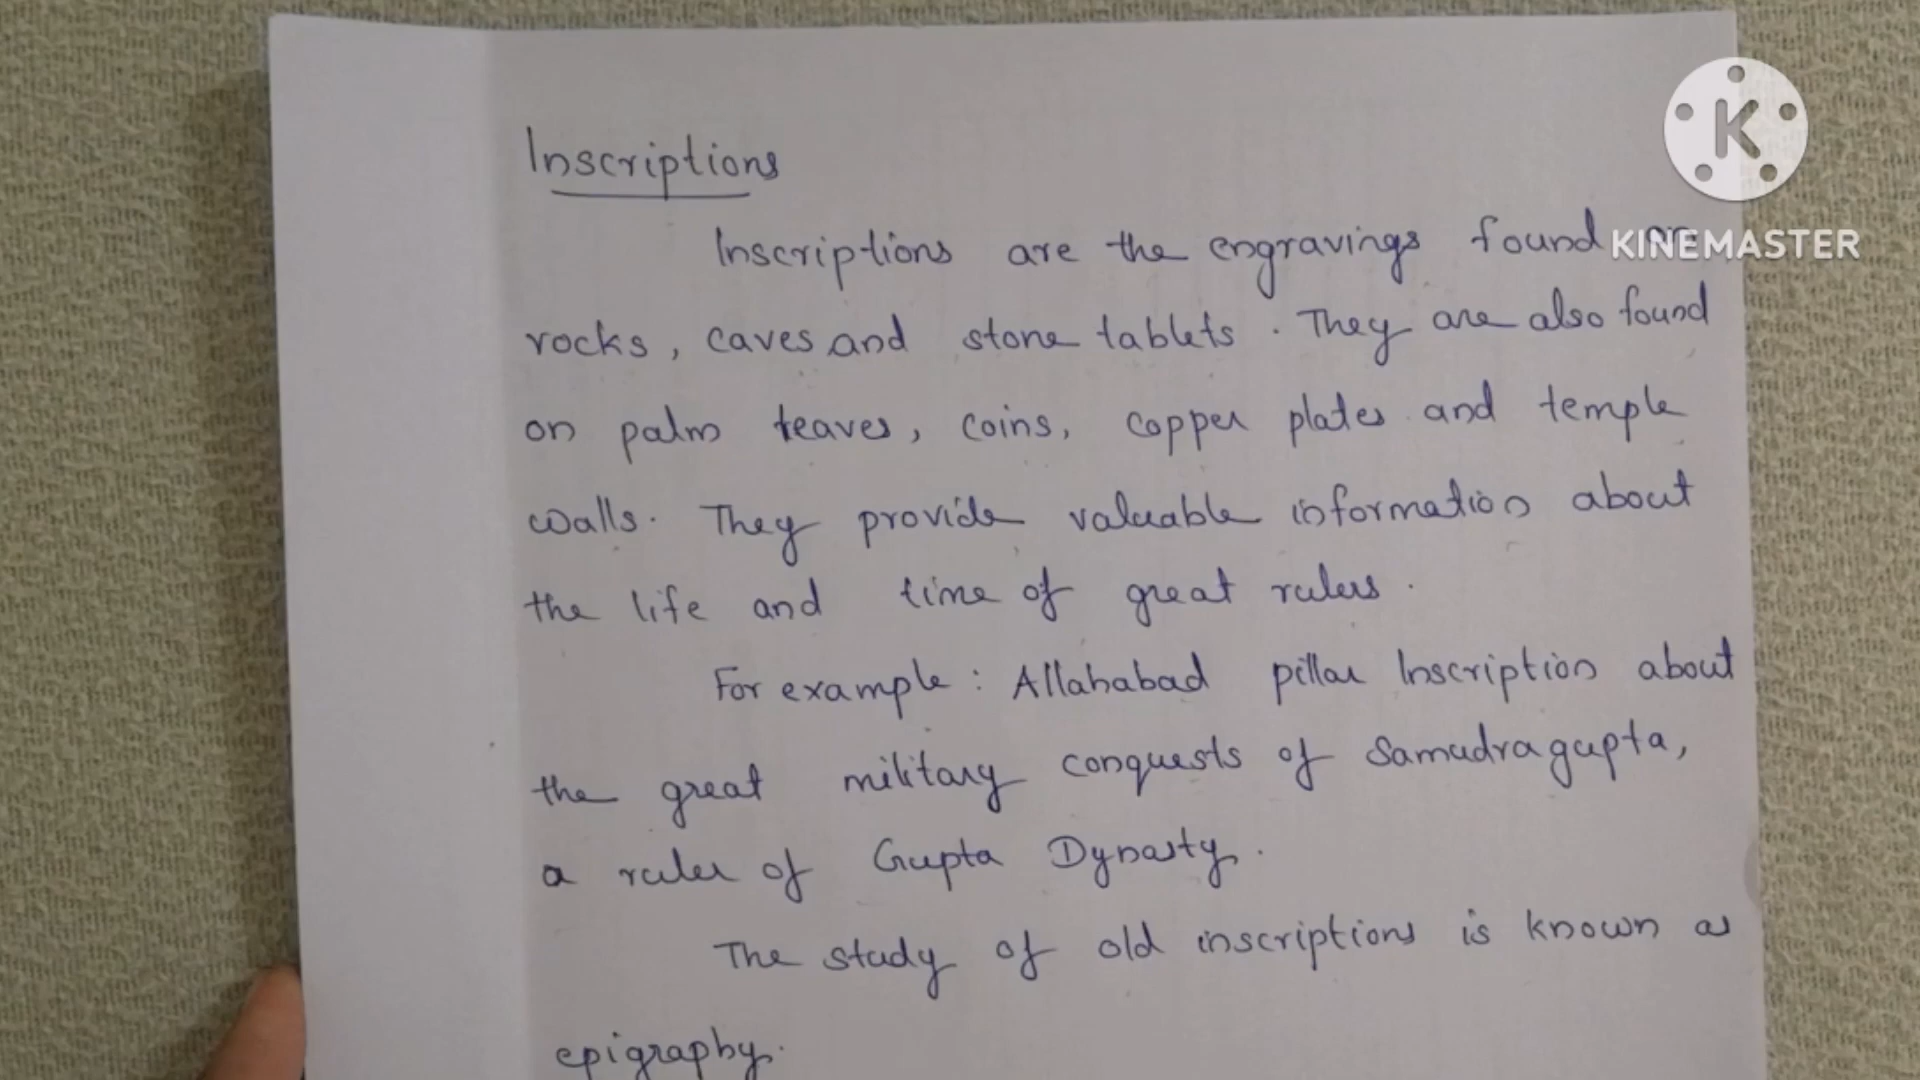 Inscriptions
Inscriptions are the engravings found on
KINEMASTER
rocks, caves and stone tablets. They are also found
on palm leaves, coins, copper plates and temple
walls. They provide valuable information about
the life and time of great rulers.
For example: Allahabad pillar Inscription about
the great military conquests of Samudragupta,
a ruler of Gupta Dynasty.
The study of old inscriptions is known as
epigraphy.